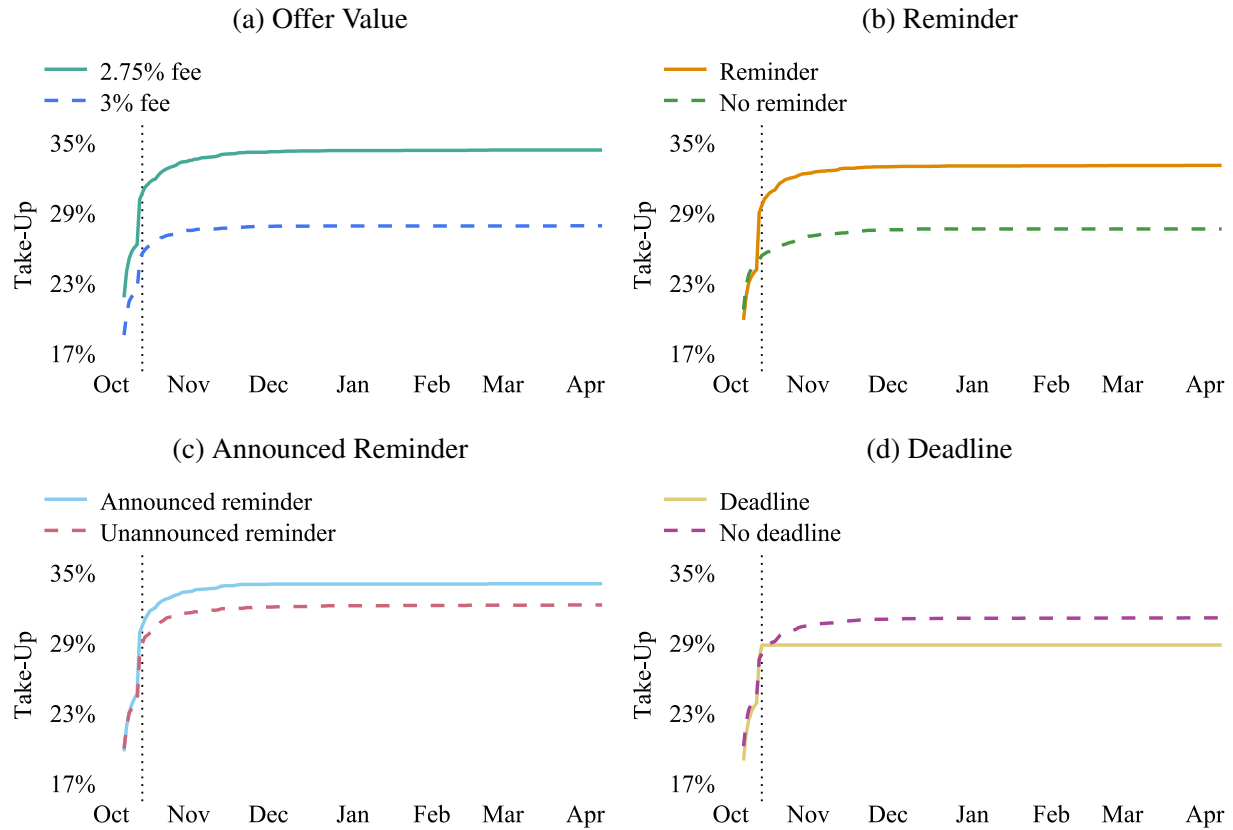 (a) Offer Value
2.75% fee
3% fee
35%
29%
23%
17%
Take-Up
Oct Nov Dec Jan Feb Mar Apr
(b) Reminder
Reminder
No reminder
35%
29%
23%
17%
Take-Up
Oct Nov Dec Jan Feb Mar Apr
(c) Announced Reminder
Announced reminder
Unannounced reminder
35%
29%
23%
17%
Take-Up
Oct Nov Dec Jan Feb Mar Apr
(d) Deadline
Deadline
No deadline
35%
29%
23%
17%
Take-Up
Oct Nov Dec Jan Feb Mar Apr